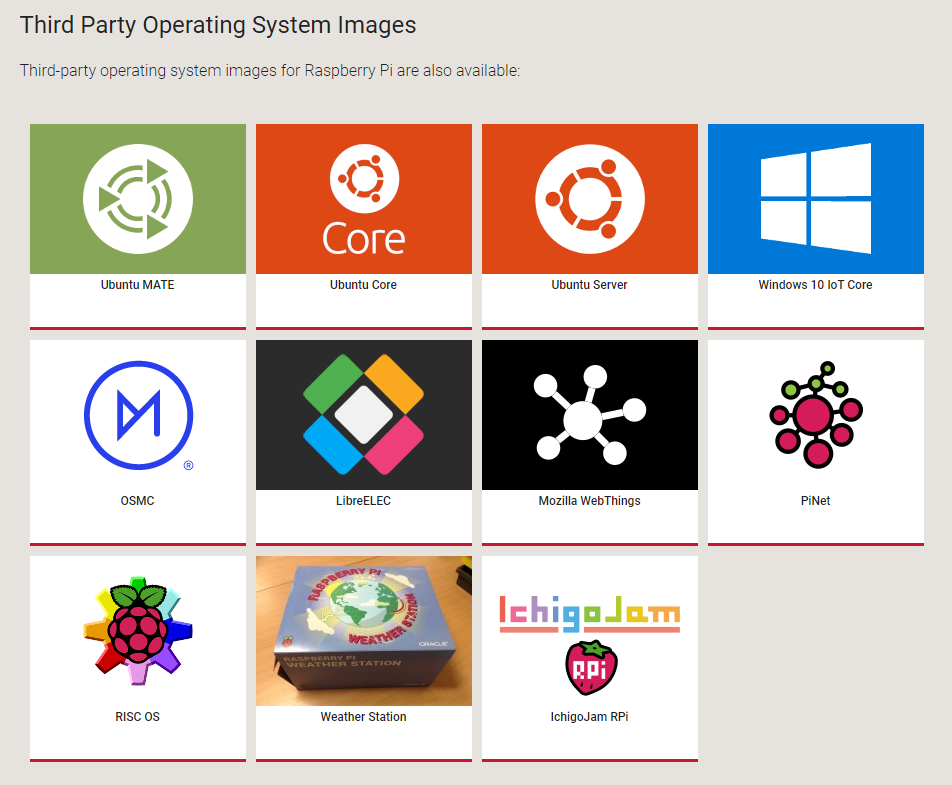 Third Party Operating System Images
Third-party operating system images for Raspberry Pi are also available:
Core
Ubuntu MATE
Ubuntu Core
Ubuntu Server
Windows 10 IoT Core
®
OSMC
LibreELEC
Mozilla WebThings
PiNet
RASPBERRY PI
WEATHER STATION
ORACLE
RASPBERRY PI
WEATHER STATION
IchigoJam
RPi
RISC OS
Weather Station
IchigoJam RPi